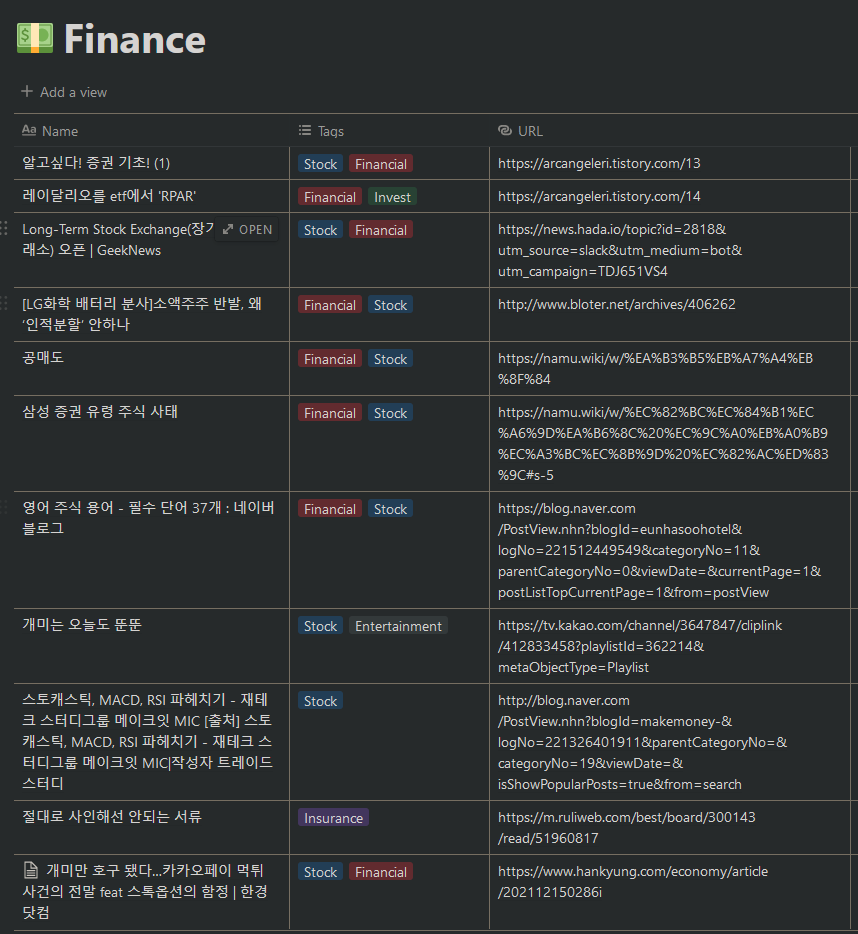 Finance
+ Add a view
Aa Name
Tags
URL
알고싶다! 증권 기초! (1)
Stock Financial
https://arcangeleri.tistory.com/13
레이달리오를 etf에서 'RPAR'
Financial Invest
https://arcangeleri.tistory.com/14
Long-Term Stock Exchange(장기
OPEN
래소) 오픈 | GeekNews
Stock Financial
https://news.hada.io/topic?id=2818&
utm_source=slack&utm_medium=bot&
utm_campaign=TDJ651VS4
[LG화학 배터리 분사]소액주주 반발, 왜
‘인적분할’ 안하나
Financial Stock
http://www.bloter.net/archives/406262
공매도
Financial Stock
https://namu.wiki/w/%EA%B3%B5%EB%A7%A4%EB
%8F%84
삼성 증권 유령 주식 사태
Financial Stock
https://namu.wiki/w/%EC%82%BC%EC%84%B1%EC
%A6%9D%EA%B6%8C%20%EC%9C%A0%EB%A0%B9
%EC%A3%BC%EC%8B%9D%20%EC%82%AC%ED%83
%9C#s-5
영어 주식 용어 - 필수 단어 37개 : 네이버
블로그
Financial Stock
https://blog.naver.com
/PostView.nhn?blogId=eunhasoohotel&
logNo=221512449549&categoryNo=11&
parentCategoryNo=0&viewDate=&currentPage=1&
postListTopCurrentPage=1&from=postView
개미는 오늘도 뚠뚠
Stock Entertainment
https://tv.kakao.com/channel/3647847/cliplink
/412833458?playlistId=362214&
metaObjectType=Playlist
스토캐스틱, MACD, RSI 파헤치기 - 재테
크 스터디그룹 메이크잇 MIC [출처] 스토
캐스틱, MACD, RSI 파헤치기 - 재테크 스
터디그룹 메이크잇 MIC|작성자 트레이드
스터디
Stock
http://blog.naver.com
/PostView.nhn?blogId=makemoney-&
logNo=221326401911&parentCategoryNo=&
categoryNo=19&viewDate=&
isShowPopularPosts=true&from=search
절대로 사인해선 안되는 서류
Insurance
https://m.ruliweb.com/best/board/300143
/read/51960817
개미만 호구 됐다...카카오페이 먹튀
사건의 전말 feat 스톡옵션의 함정 | 한경
닷컴
Stock Financial
https://www.hankyung.com/economy/article
/202112150286i